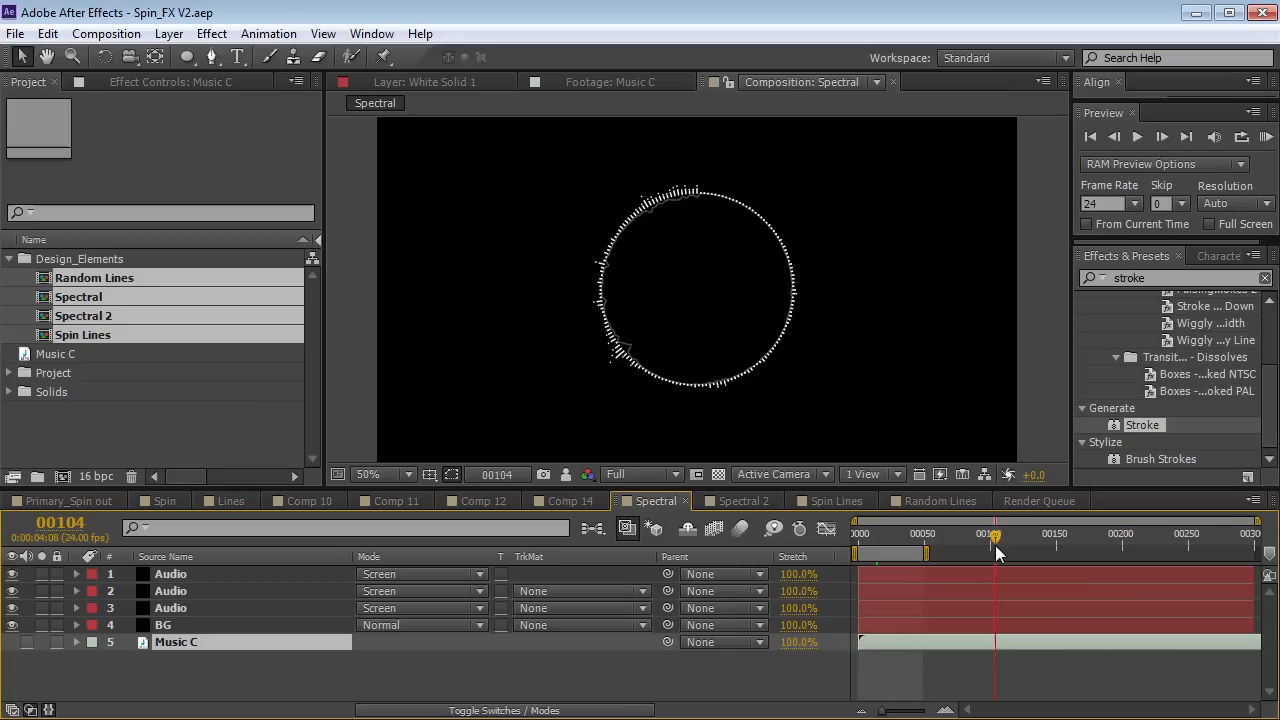 Ae Adobe After Effects - Spin_FX V2.aep
File Edit Composition Layer Effect Animation View Window Help
Workspace: Standard Search Help
Project Effect Controls: Music C Layer: White Solid 1 Footage: Music C Composition: Spectral Align
Spectral
Preview
RAM Preview Options
Frame Rate Skip Resolution
24 0 Auto
From Current Time Full Screen
Effects & Presets Characte
stroke
Name
Design_Elements
Random Lines
Spectral
Spectral 2
Spin Lines
Music C
Project
Solids
Stroke ... Down
Wiggly ...idth
Wiggly ...y Line
Transit...- Dissolves
Boxes -...ked NTSC
Boxes -...oked PAL
Generate
Stroke
Stylize
Brush Strokes
16 bpc
50% 00104 Full Active Camera 1 View +0.0
Primary_Spin out Spin Lines Comp 10 Comp 11 Comp 12 Comp 14 Spectral Spectral 2 Spin Lines Random Lines Render Queue
00104
0:00:04:08 (24.00 fps)
0000 00050 00150 00200 00250 0030
# Source Name Mode T TrkMat Parent Stretch
1 Audio Screen None 100.0%
2 Audio Screen None None 100.0%
3 Audio Screen None None 100.0%
4 BG Normal None None 100.0%
5 Music C None 100.0%
Toggle Switches / Modes